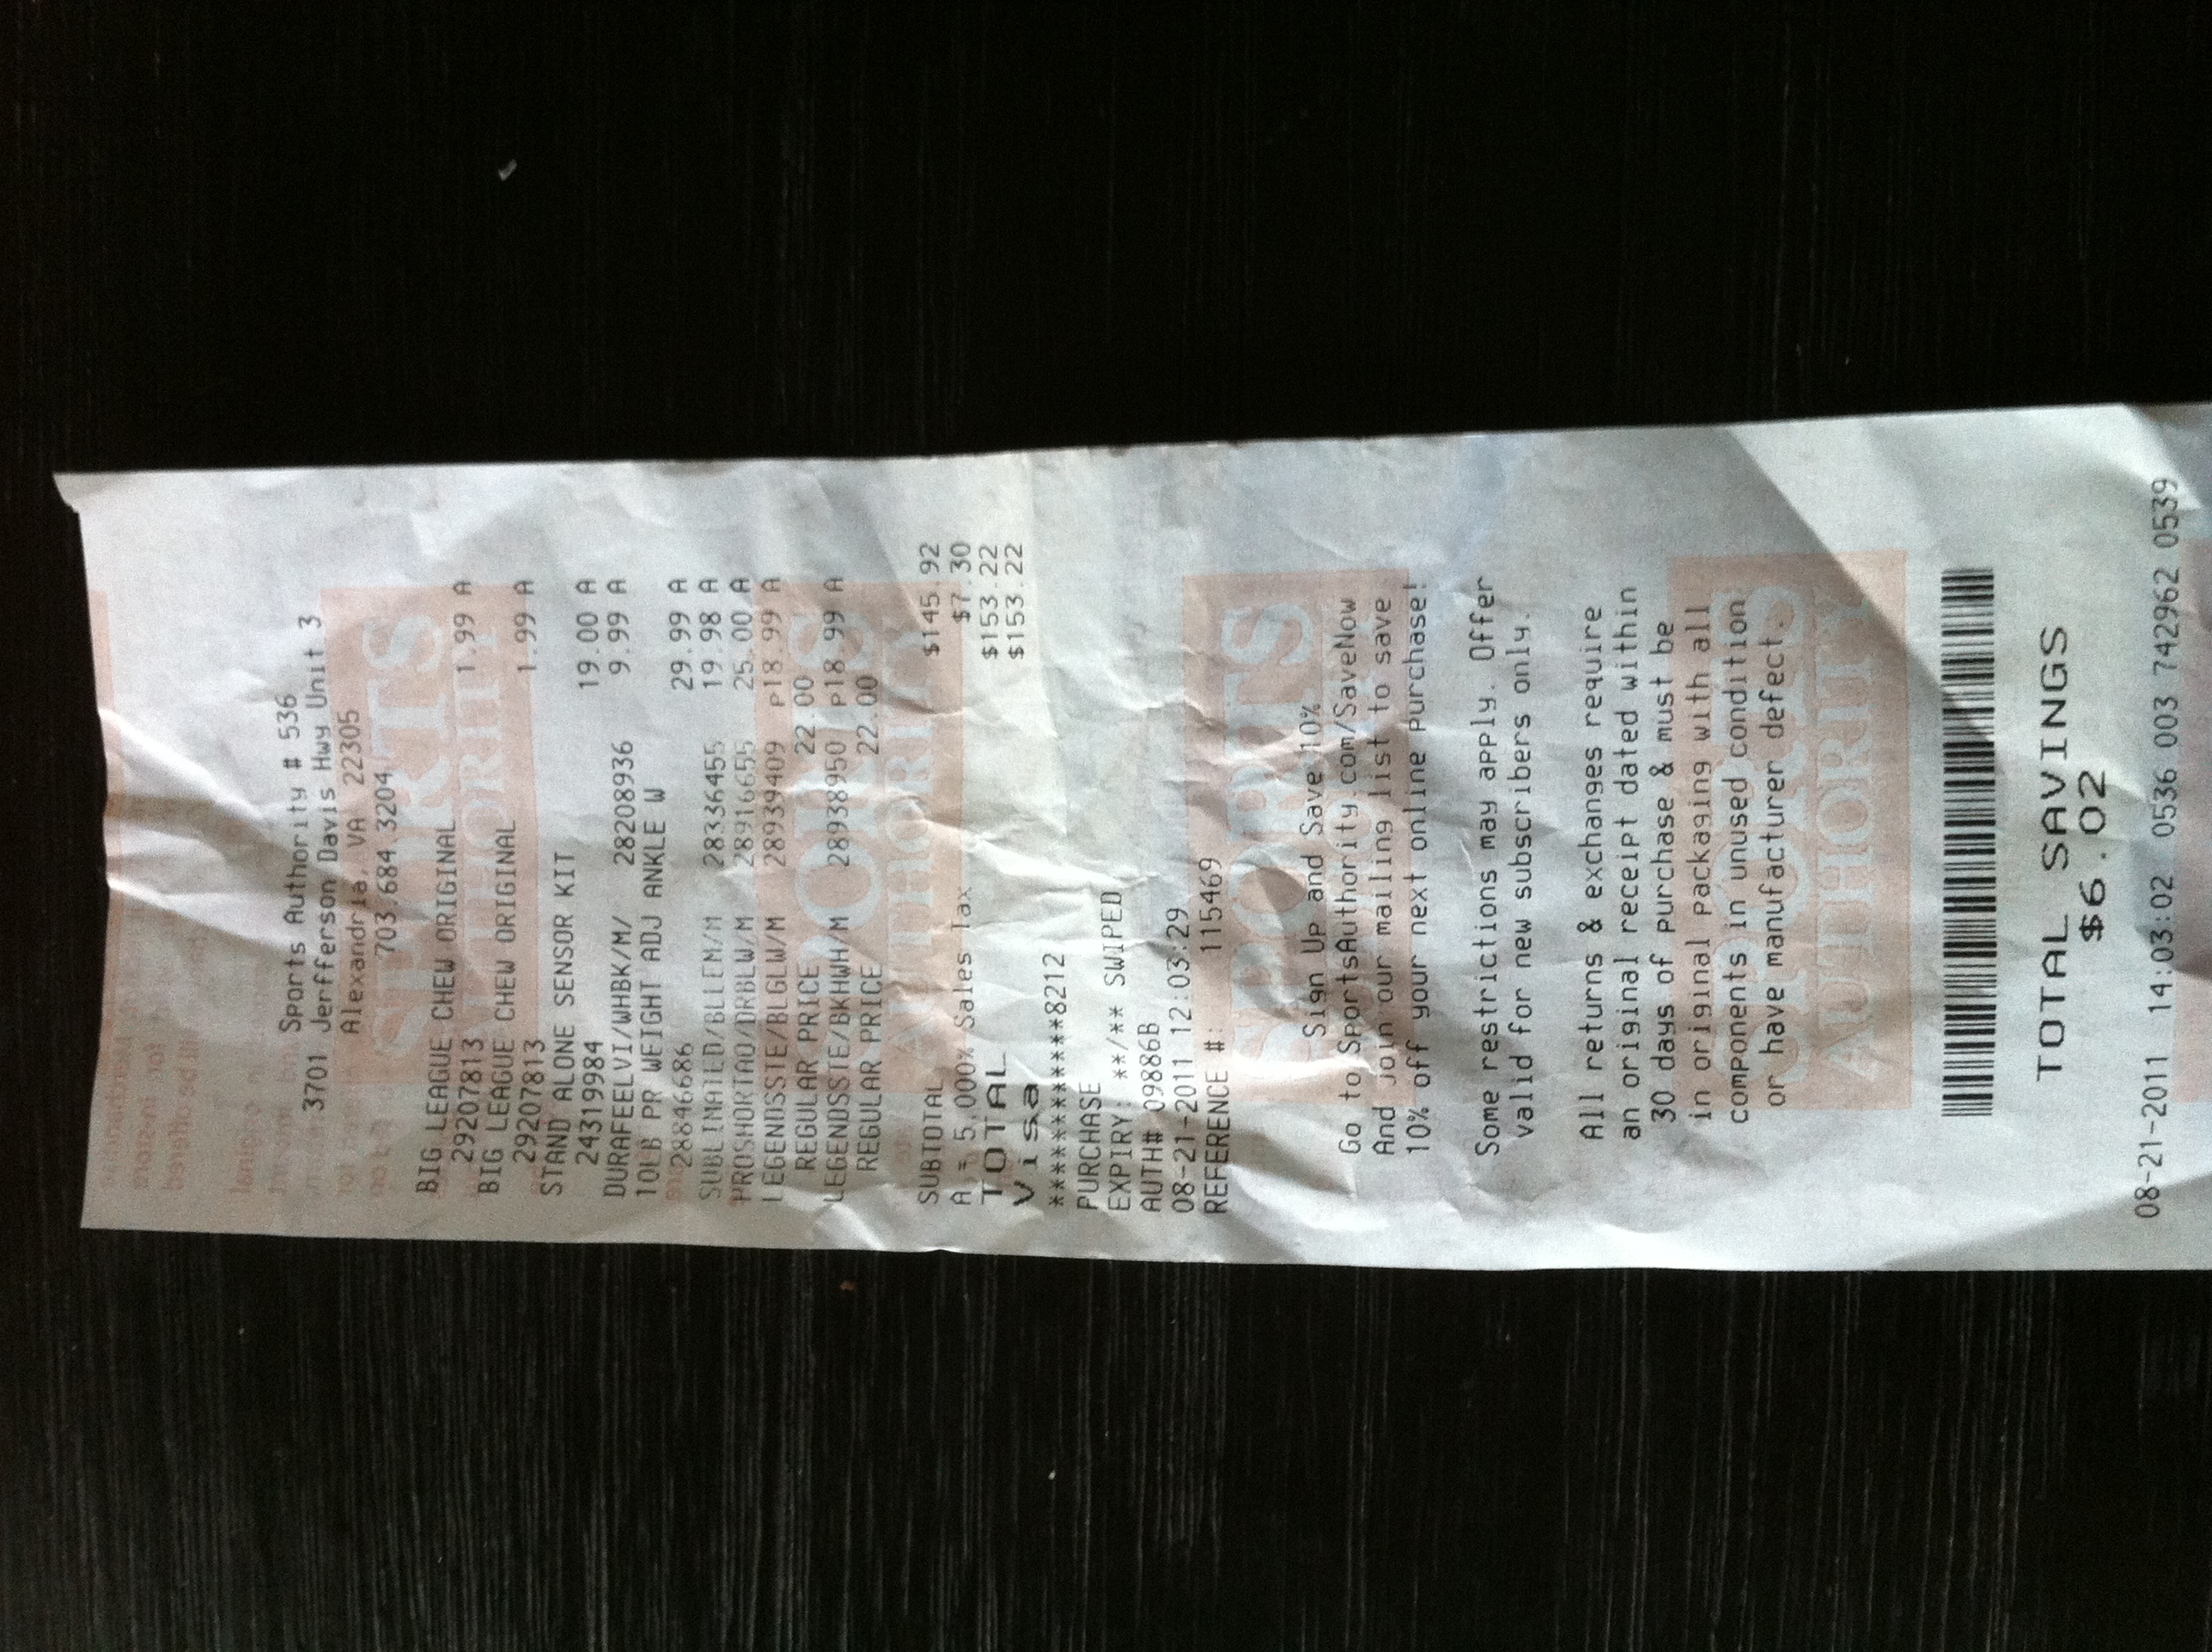 Sports Authority # 536
3701 Jerfferson Davis Hwy Unit 3
Alexandria, VA 22305
703.684.3204
BIG LEAGUE CHEW ORIGINAL
29207813 1.99 A
BIG LEAGUE CHEW ORIGINAL
29207813 1.99 A
STAND ALONE SENSOR KIT
24319984 19.00 A
DURAFEELVI/WHBK/M/ 28208936 9.99 A
10LB PR WEIGHT ADJ ANKLE W
28846686 29.99 A
SUBLIMATED/BLLEM/M 28336455 19.98 A
PROSHORTAO/DRBLW/M 28916655 25.00 A
LEGENDSSTE/BLGLW/M 28939409 P18.99 A
REGULAR PRICE 22.00
LEGENDSSTE/BKHWH/M 28938950 P18.99 A
REGULAR PRICE 22.00
SUBTOTAL $145.92
A = 5.000% Sales Tax $7.30
TOTAL $153.22
Visa $153.22
************8212
PURCHASE
EXPIRY: **/** SWIPED
AUTH# 09886B
08-21-2011 12:03:29
REFERENCE #: 115469
Sign Up and Save 10%
Go to SportsAuthority.com/SaveNow
And join our mailing list to save
10% off your next online purchase!
Some restrictions may apply. Offer
valid for new subscribers only.
All returns & exchanges require
an original receipt dated within
30 days of purchase & must be
in original packaging with all
components in unused condition
or have manufacturer defect.
SPORTS
AUTHORITY
TOTAL SAVINGS
$6.02
08-21-2011 14:03:02 0536 003 742962 0539